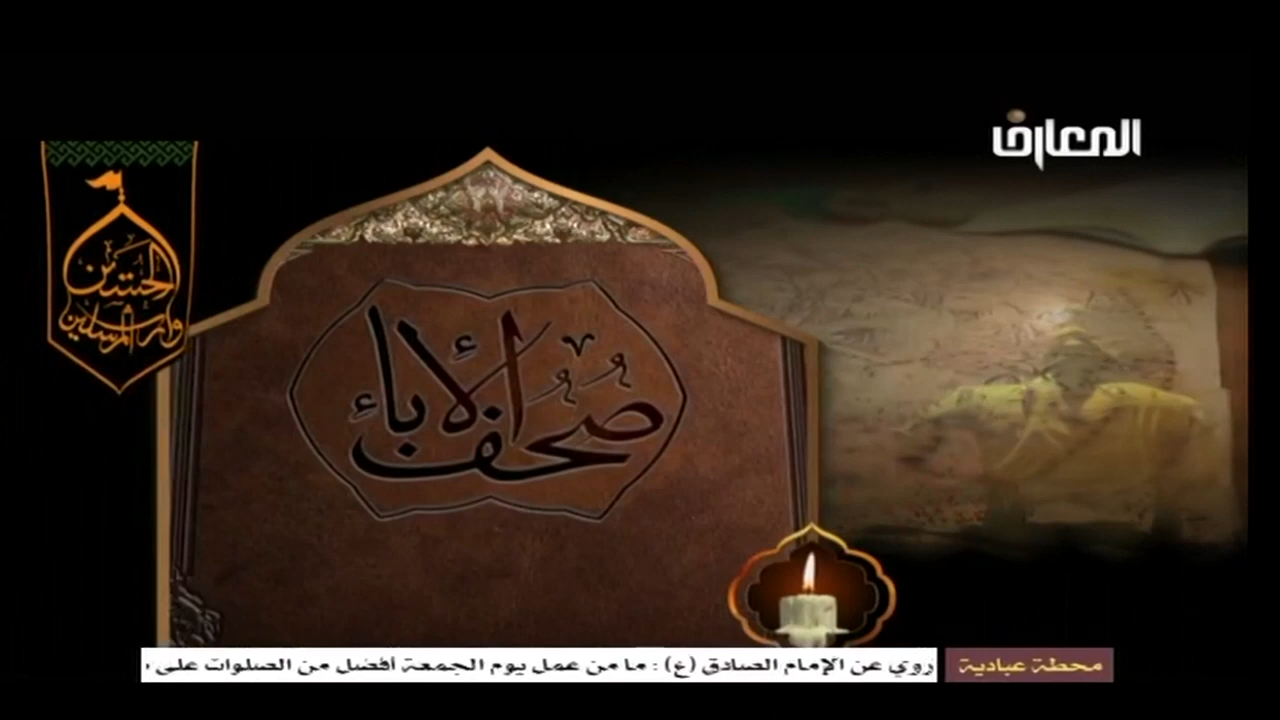 المعارف
الحسين
وارث المرسلين
صحف الأباء
محطة عبادية
روي عن الإمام الصادق (ع) : ما من عمل يوم الجمعة أفضل من الصلوات على